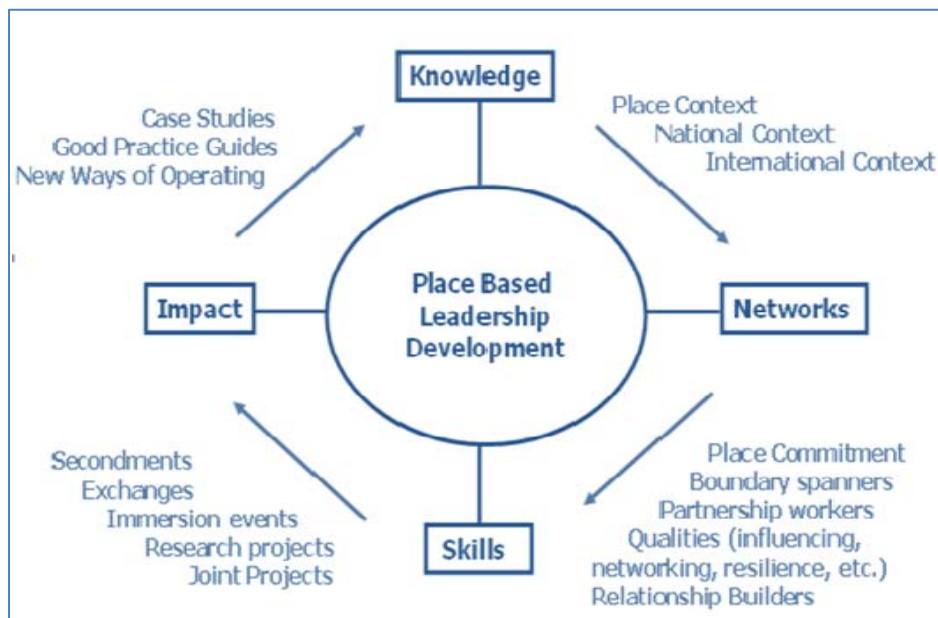 Knowledge
Case Studies
Good Practice Guides
New Ways of Operating
Place Context
National Context
International Context
Impact
Place Based
Leadership
Development
Networks
Secondments
Exchanges
Immersion events
Research projects
Joint Projects
Skills
Place Commitment
Boundary spanners
Partnership workers
Qualities (influencing,
networking, resilience, etc.)
Relationship Builders